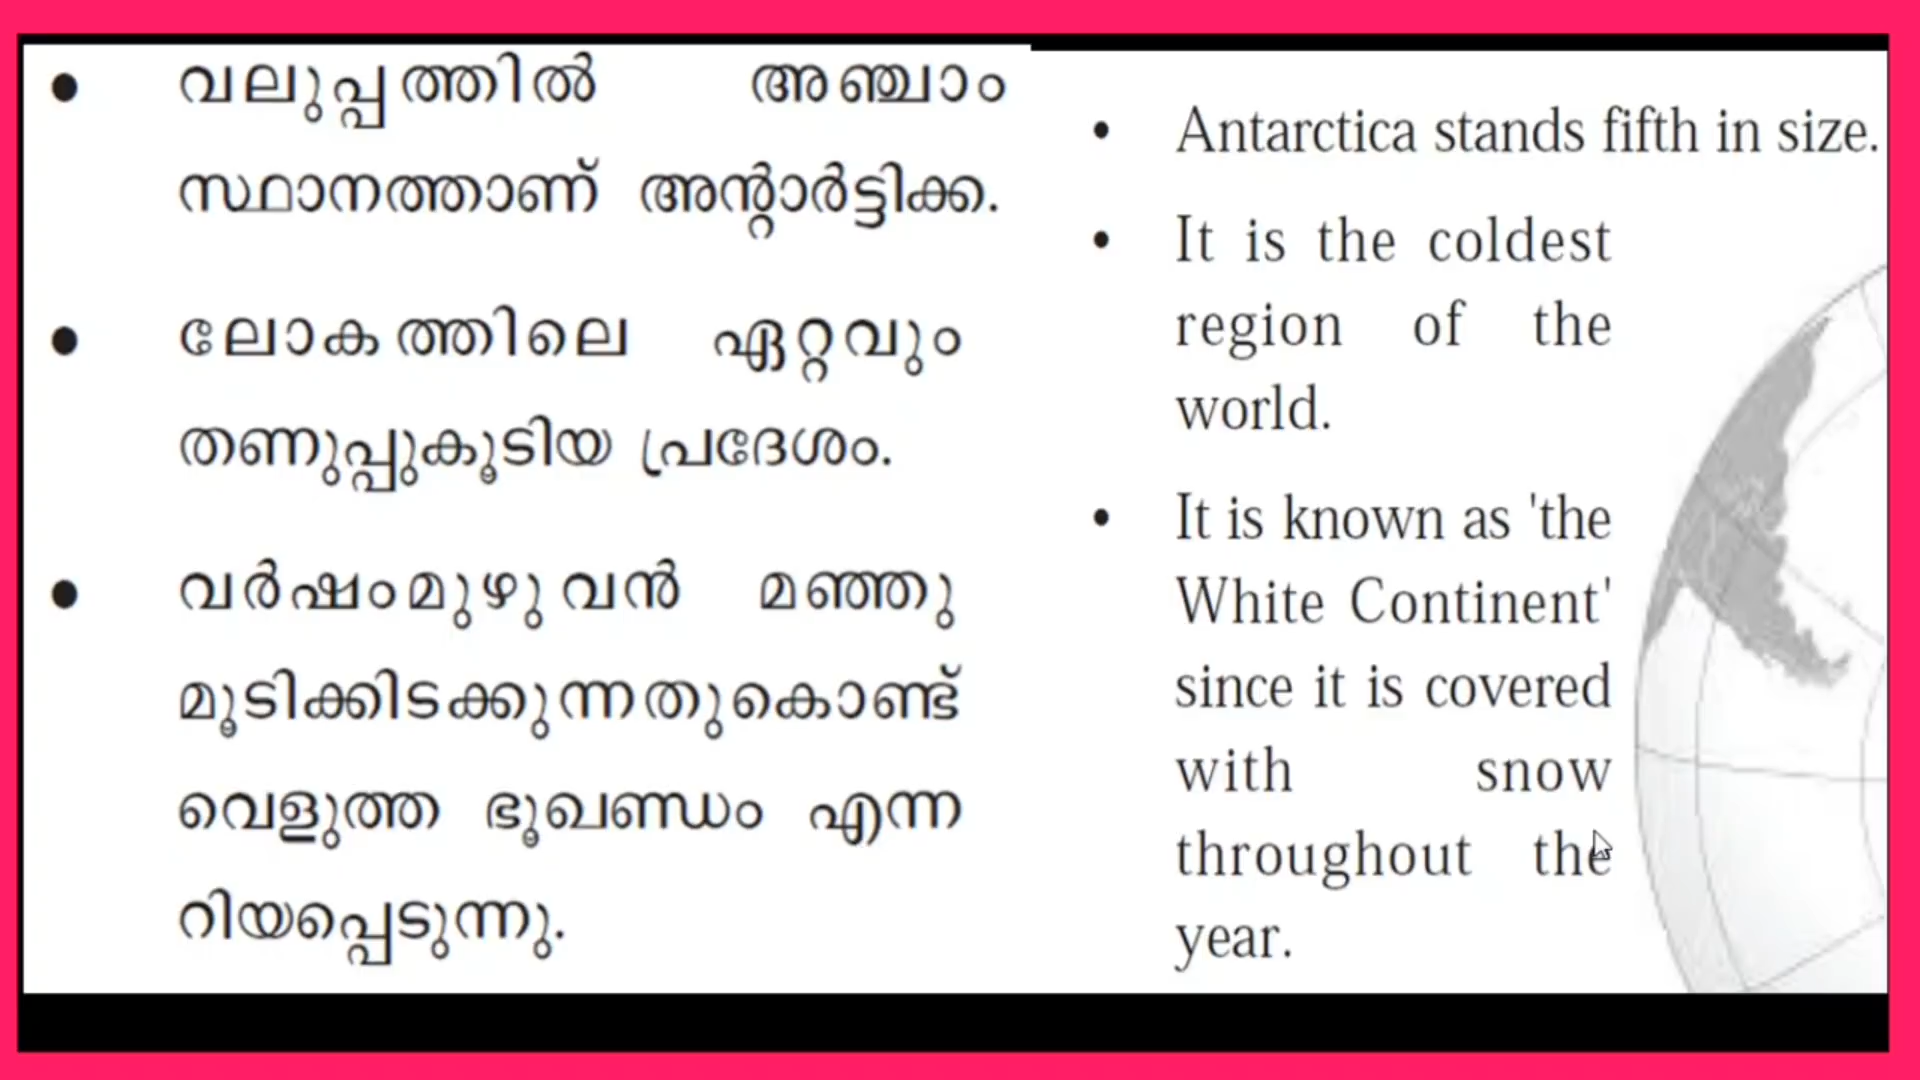 • വലുപ്പത്തിൽ അഞ്ചാം
സ്ഥാനത്താണ് അന്റാർട്ടിക്ക.
• ലോകത്തിലെ ഏറ്റവും
തണുപ്പുകൂടിയ പ്രദേശം.
• വർഷംമുഴുവൻ മഞ്ഞു
മൂടിക്കിടക്കുന്നതുകൊണ്ട്
വെളുത്ത ഭൂഖണ്ഡം എന്ന
റിയപ്പെടുന്നു.
• Antarctica stands fifth in size.
• It is the coldest
region of the
world.
• It is known as 'the
White Continent'
since it is covered
with snow
throughout the
year.